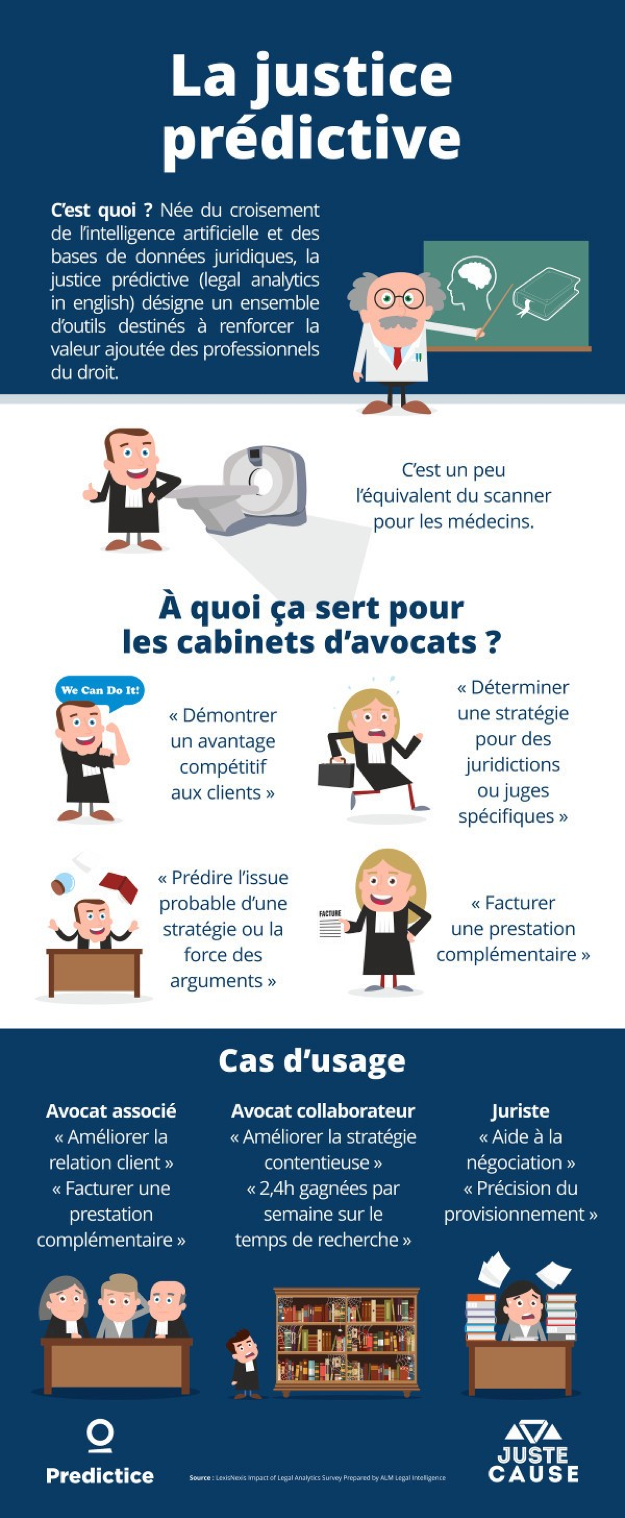 La justice
prédictive
C'est quoi ? Née du croisement
de l'intelligence artificielle et des
bases de données juridiques, la
justice prédictive (legal analytics
in english) désigne un ensemble
d'outils destinés à renforcer la
valeur ajoutée des professionnels
du droit.
C'est un peu
l'équivalent du scanner
pour les médecins.
À quoi ça sert pour
les cabinets d'avocats ?
We Can Do It!
« Démontrer
un avantage
compétitif
aux clients »
« Déterminer
une stratégie
pour des
juridictions
ou juges
spécifiques »
« Prédire l'issue
probable d'une
stratégie ou la
force des
arguments »
FACTURE
« Facturer
une prestation
complémentaire »
Cas d'usage
Avocat associé
« Améliorer la
relation client »
« Facturer une
prestation
complémentaire »
Avocat collaborateur
« Améliorer la stratégie
contentieuse »
« 2,4h gagnées par
semaine sur le
temps de recherche »
Juriste
« Aide à la
négociation »
« Précision du
provisionnement »
Predictice
Source : LexisNexis Impact of Legal Analytics Survey Prepared by ALM Legal Intelligence
JUSTE
CAUSE